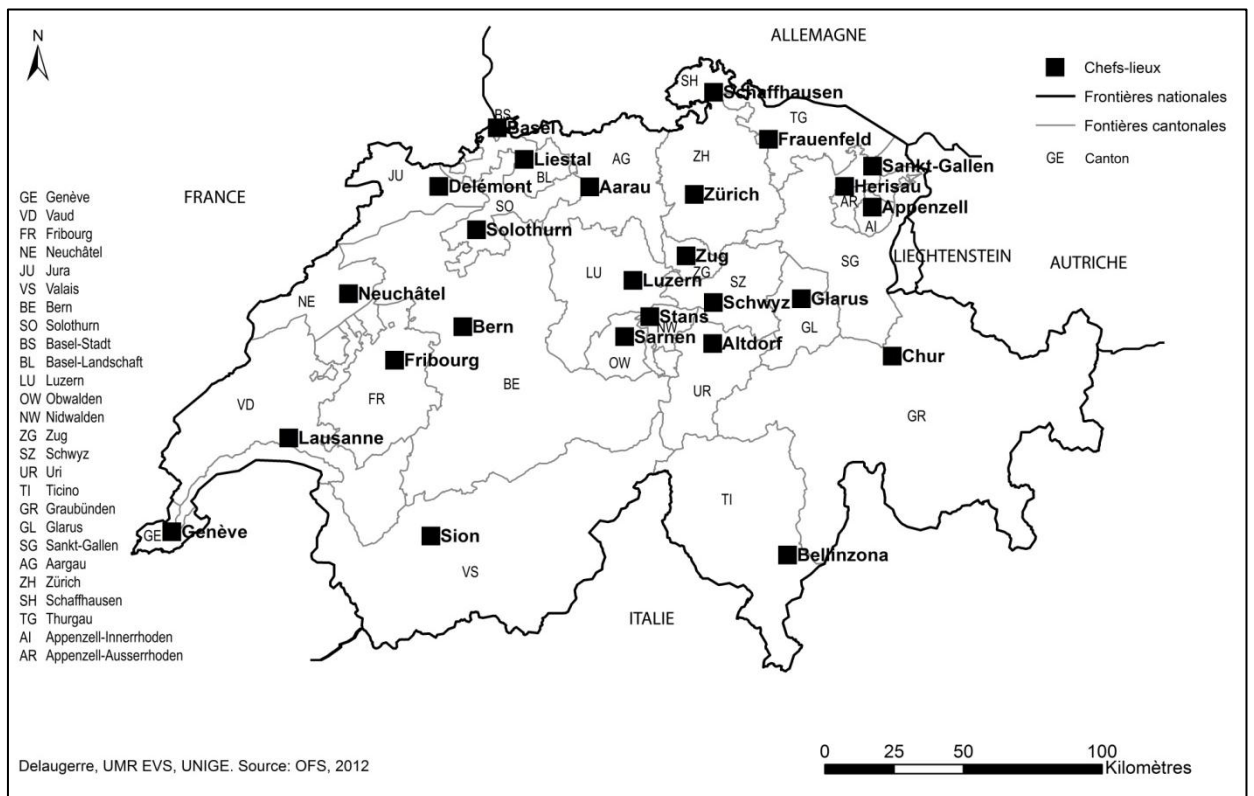 N
ALLEMAGNE
Chefs-lieux
Frontières nationales
Fontières cantonales
GE Canton
SH
Schaffhausen
BS
Basel
TG
Frauenfeld
Liestal
BL
AG
ZH
Sankt-Gallen
FRANCE
JU
Delémont
Aarau
Zürich
Herisau
AR
Appenzell
AI
SO
Solothurn
Zug
ZG
SG
LIECHTENSTEIN
AUTRICHE
LU
Luzern
SZ
Neuchâtel
NE
Schwyz
Glarus
Stans
NW
Bern
Sarnen
Altdorf
GL
Fribourg
OW
Chur
BE
UR
VD
FR
GR
Lausanne
TI
GE
Genève
Sion
VS
Bellinzona
ITALIE
GE Genève
VD Vaud
FR Fribourg
NE Neuchâtel
JU Jura
VS Valais
BE Bern
SO Solothurn
BS Basel-Stadt
BL Basel-Landschaft
LU Luzern
OW Obwalden
NW Nidwalden
ZG Zug
SZ Schwyz
UR Uri
TI Ticino
GR Graubünden
GL Glarus
SG Sankt-Gallen
AG Aargau
ZH Zürich
SH Schaffhausen
TG Thurgau
AI Appenzell-Innerrhoden
AR Appenzell-Ausserrhoden
Delaugerre, UMR EVS, UNIGE. Source: OFS, 2012
0 25 50 100
Kilomètres